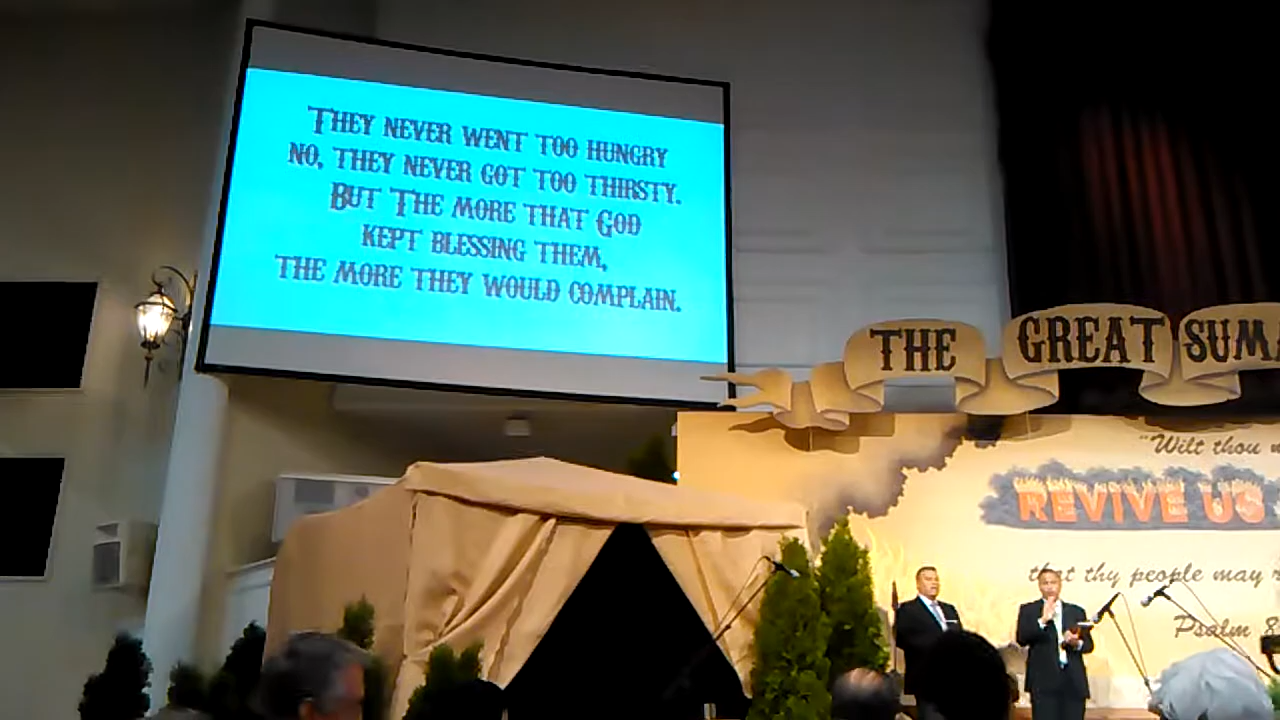 THEY NEVER WENT TOO HUNGRY
NO, THEY NEVER GOT TOO THIRSTY.
BUT THE MORE THAT GOD
KEPT BLESSING THEM,
THE MORE THEY WOULD COMPLAIN.
THE GREAT
"Wilt thou
REVIVE US
that thy people may
Psalm